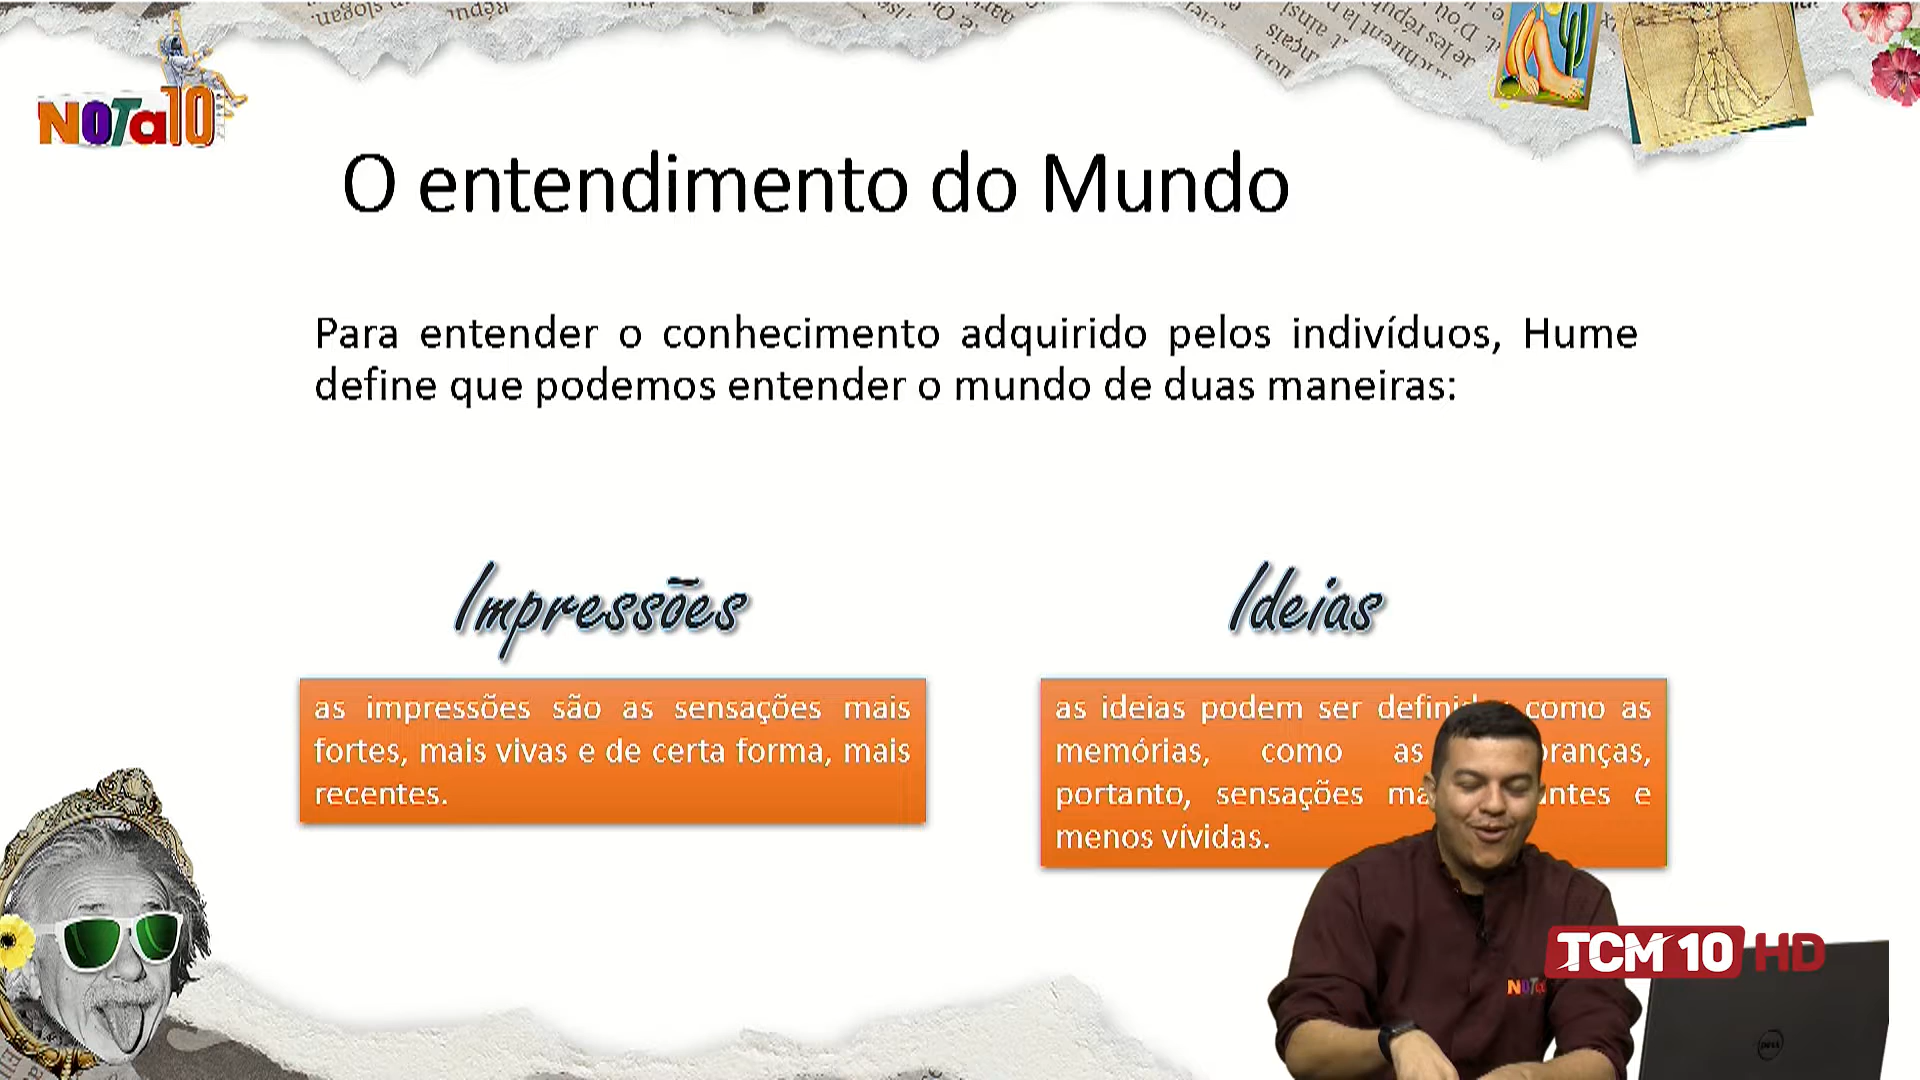 NOTa10
O entendimento do Mundo
Para entender o conhecimento adquirido pelos indivíduos, Hume
define que podemos entender o mundo de duas maneiras:
Impressões
Ideias
as impressões são as sensações mais
fortes, mais vivas e de certa forma, mais
recentes.
as ideias podem ser como as
memórias, como as
portanto, sensações e
menos vívidas.
TCM 10 HD
DELL